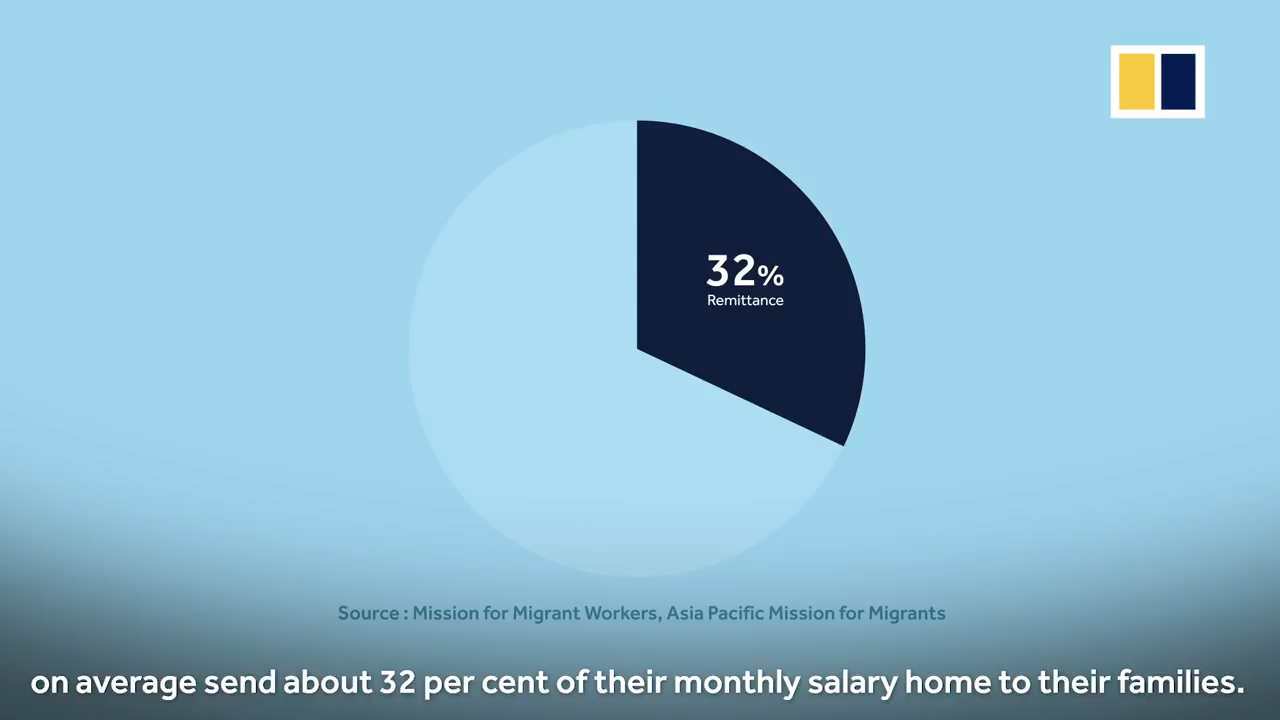 32%
Remittance
Source : Mission for Migrant Workers, Asia Pacific Mission for Migrants
on average send about 32 per cent of their monthly salary home to their families.